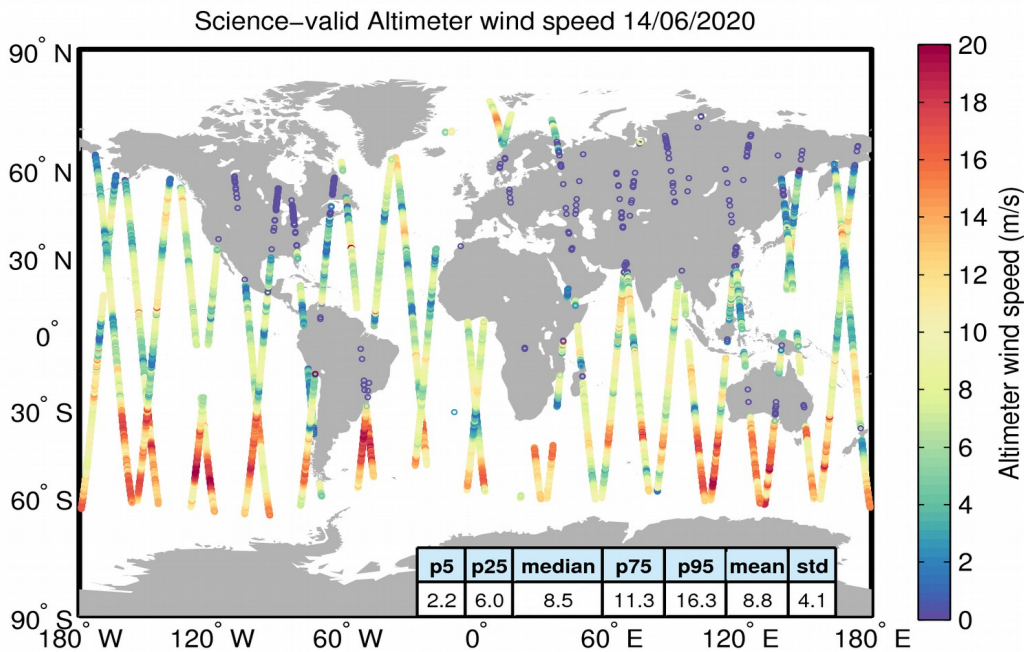 Science-valid Altimeter wind speed 14/06/2020
90° N
60° N
30° N
0°
30° S
60° S
90° S
180° W
120° W
60° W
0°
60° E
120° E
180° E
p5 p25 median p75 p95 mean std
2.2 6.0 8.5 11.3 16.3 8.8 4.1
20
18
16
14
12
10
8
6
4
2
0
Altimeter wind speed (m/s)